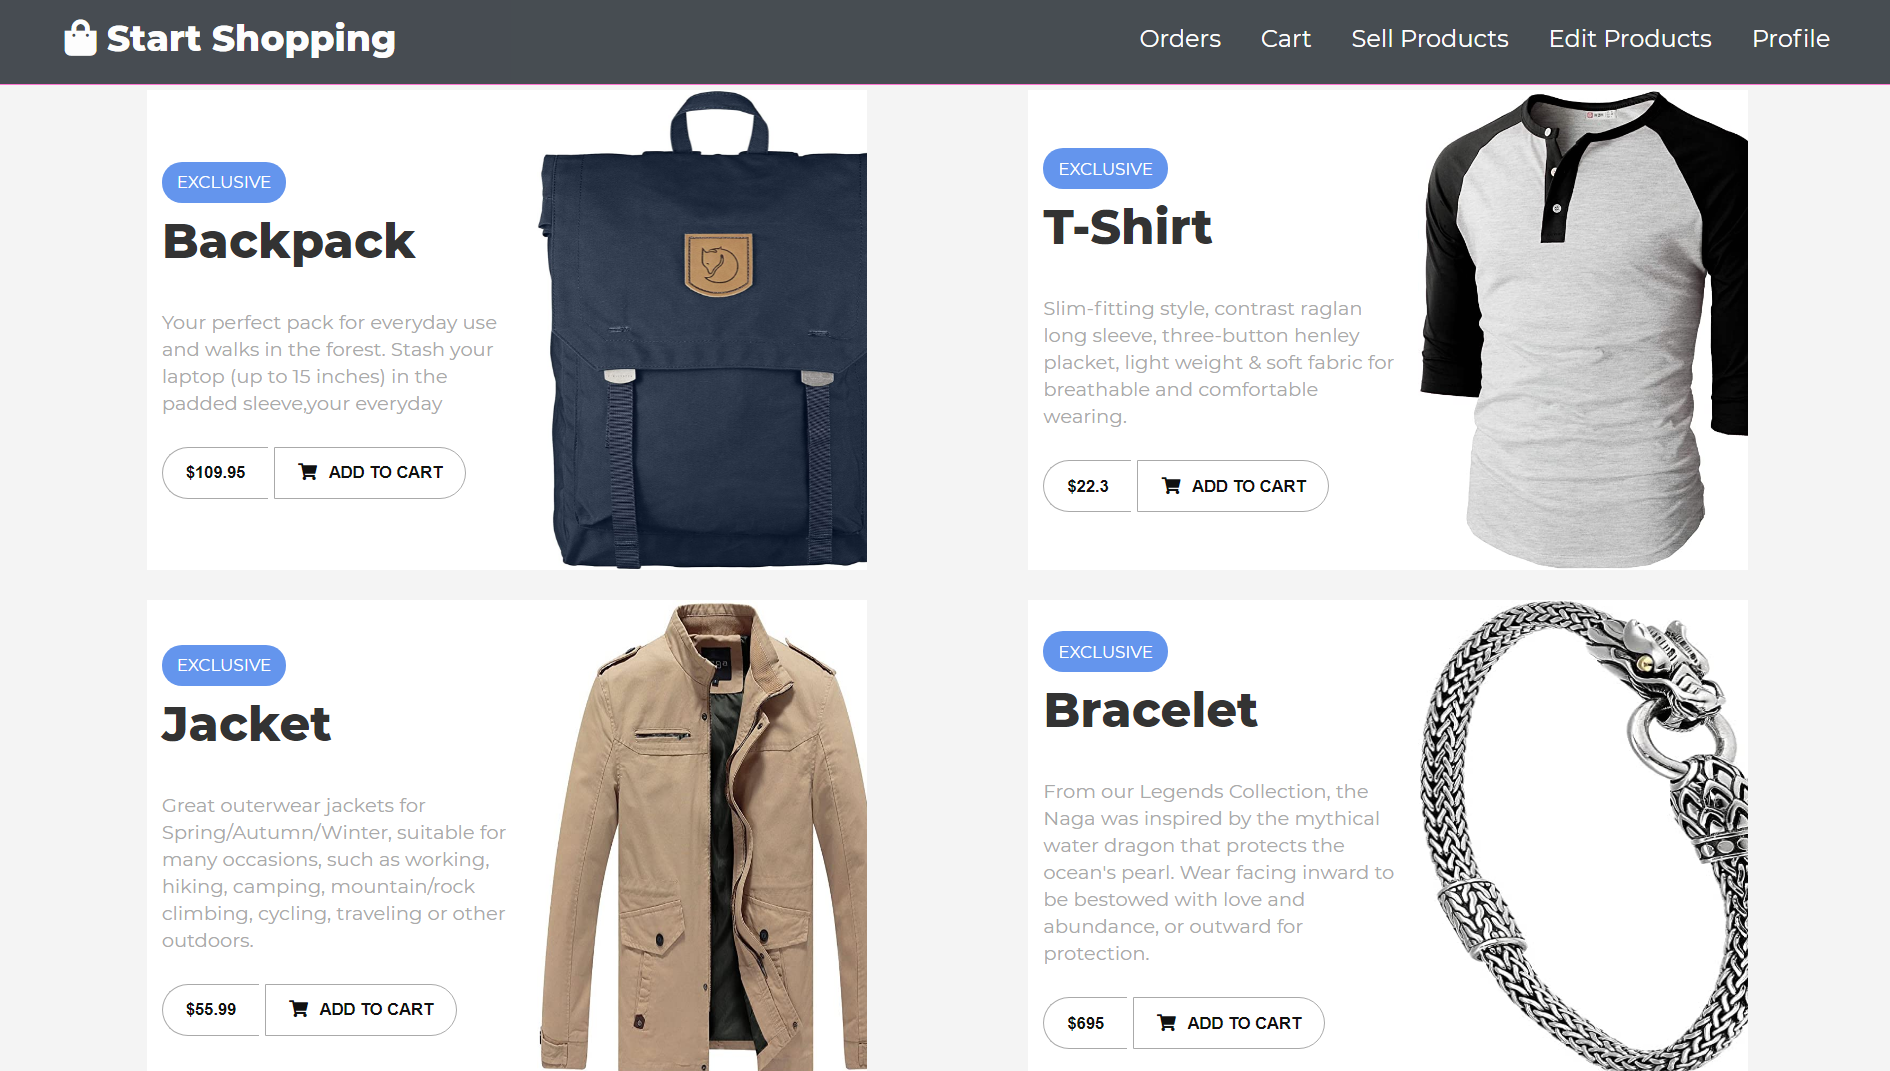 Start Shopping
Orders
Cart
Sell Products
Edit Products
Profile
EXCLUSIVE
Backpack
Your perfect pack for everyday use
and walks in the forest. Stash your
laptop (up to 15 inches) in the
padded sleeve,your everyday
$109.95
ADD TO CART
EXCLUSIVE
T-Shirt
Slim-fitting style, contrast raglan
long sleeve, three-button henley
placket, light weight & soft fabric for
breathable and comfortable
wearing.
$22.3
ADD TO CART
EXCLUSIVE
Jacket
Great outerwear jackets for
Spring/Autumn/Winter, suitable for
many occasions, such as working,
hiking, camping, mountain/rock
climbing, cycling, traveling or other
outdoors.
$55.99
ADD TO CART
EXCLUSIVE
Bracelet
From our Legends Collection, the
Naga was inspired by the mythical
water dragon that protects the
ocean's pearl. Wear facing inward to
be bestowed with love and
abundance, or outward for
protection.
$695
ADD TO CART